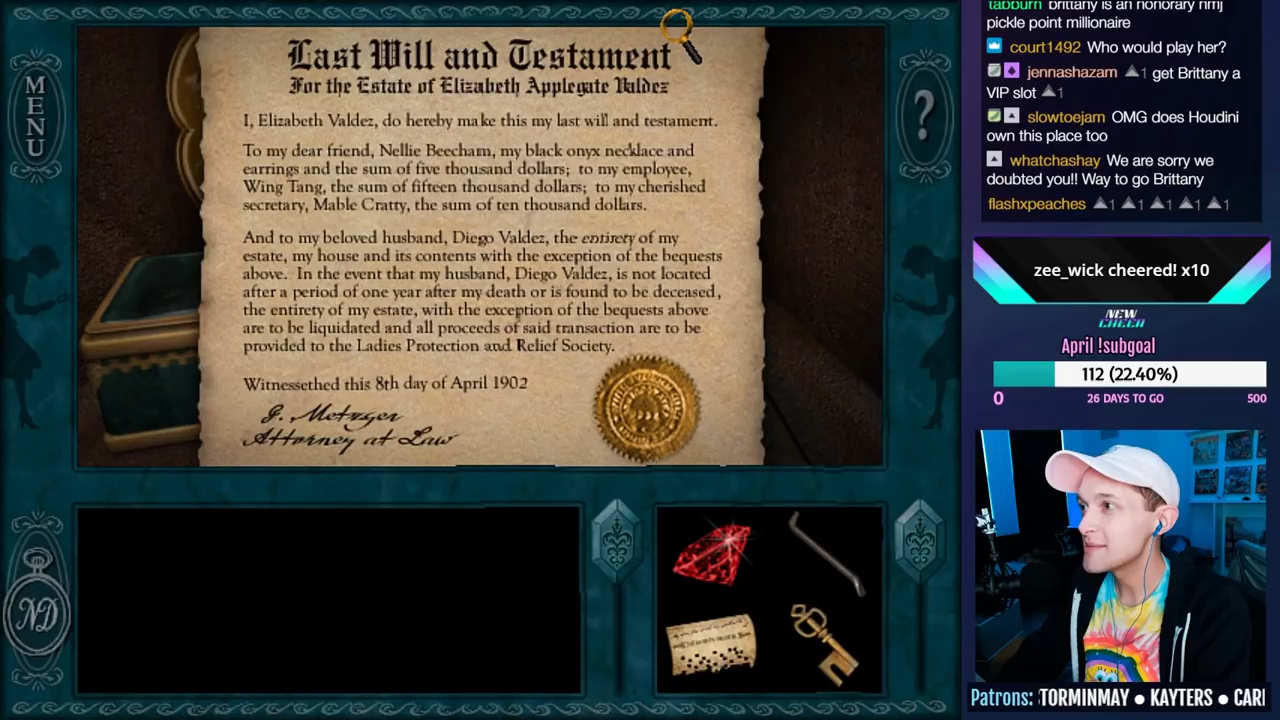 MENU
Last Will and Testament
For the Estate of Elizabeth Applegate Valdez
I, Elizabeth Valdez, do hereby make this my last will and testament.
To my dear friend, Nellie Beecham, my black onyx necklace and
earrings and the sum of five thousand dollars; to my employee,
Wing Tang, the sum of fifteen thousand dollars; to my cherished
secretary, Mable Cratty, the sum of ten thousand dollars.
And to my beloved husband, Diego Valdez, the entirety of my
estate, my house and its contents with the exception of the bequests
above. In the event that my husband, Diego Valdez, is not located
after a period of one year after my death or is found to be deceased,
the entirety of my estate, with the exception of the bequests above
are to be liquidated and all proceeds of said transaction are to be
provided to the Ladies Protection and Relief Society.
Witnessethed this 8th day of April 1902
J. Metzger
Attorney at Law
?
ND
tabburn brittany is an honorary nmj
pickle point millionaire
court1492 Who would play her?
jennashazam 1 get Brittany a
VIP slot 1
slowtoejam OMG does Houdini
own this place too
whatchashay We are sorry we
doubted you!! Way to go Brittany
flashxpeaches 1 1 1 1 1
zee_wick cheered! x10
NEW
CHEER
April !subgoal
112 (22.40%)
0 26 DAYS TO GO 500
Patrons: STORMINMAY ● KAYTERS ● CARI